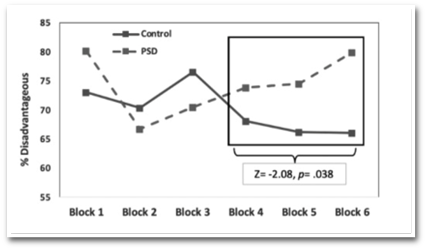 85
80
75
70
65
60
55
% Disadvantageous
Control
PSD
Z= -2.08, p= .038
Block 1 Block 2 Block 3 Block 4 Block 5 Block 6